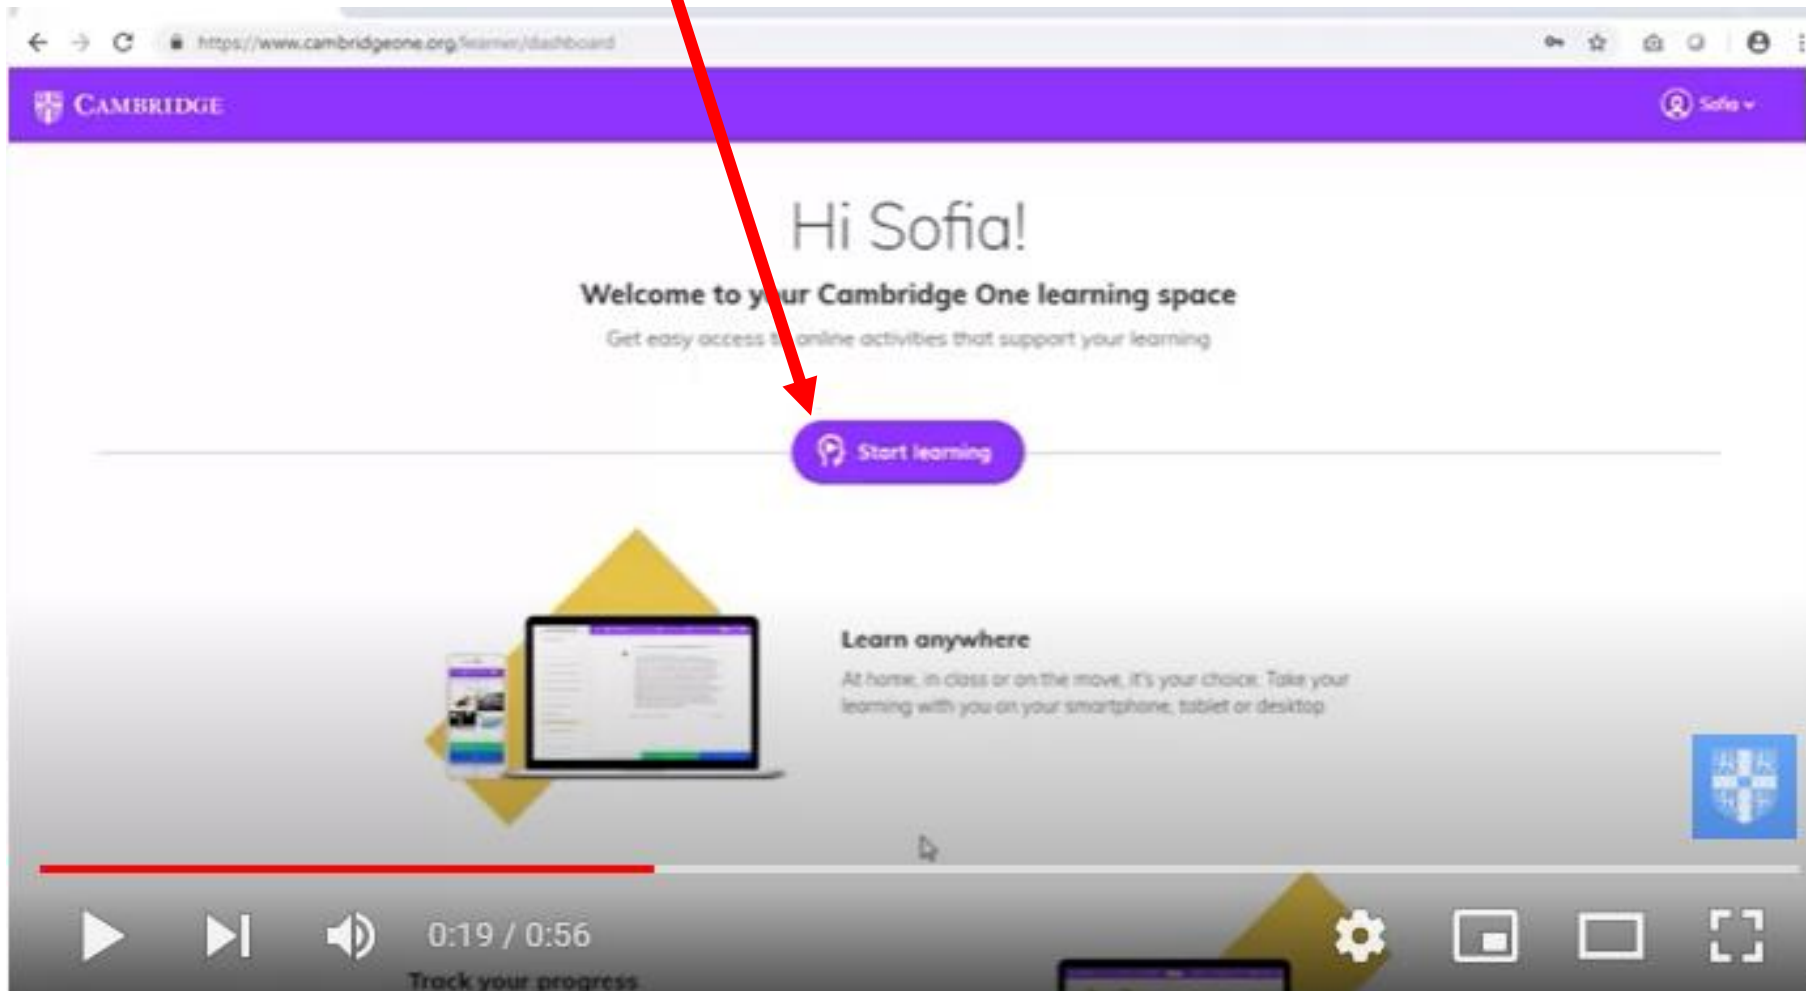 https://www.cambridgeone.org/learner/dashboard
CAMBRIDGE
Sofia
Hi Sofia!
Welcome to your Cambridge One learning space
Get easy access to online activities that support your learning
Start learning
Learn anywhere
At home, in class or on the move, it's your choice. Take your
learning with you on your smartphone, tablet or desktop
0:19 / 0:56
Track your progress